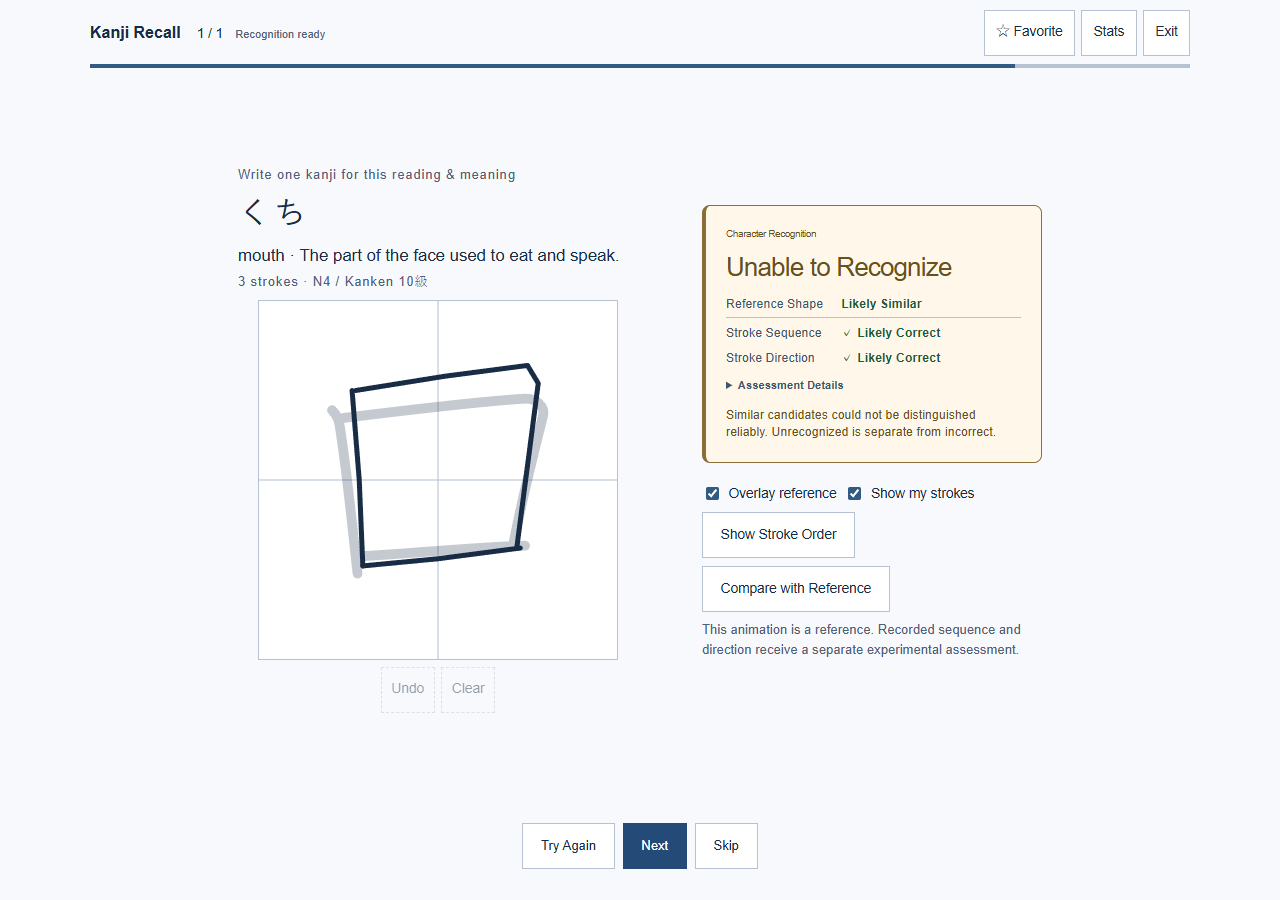 Kanji Recall 1 / 1 Recognition ready ☆ Favorite Stats Exit
Write one kanji for this reading & meaning
くち
mouth · The part of the face used to eat and speak.
3 strokes · N4 / Kanken 10級
口
Undo Clear
Character Recognition
Unable to Recognize
Reference Shape Likely Similar
Stroke Sequence ✓ Likely Correct
Stroke Direction ✓ Likely Correct
▶ Assessment Details
Similar candidates could not be distinguished
reliably. Unrecognized is separate from incorrect.
Overlay reference Show my strokes
Show Stroke Order
Compare with Reference
This animation is a reference. Recorded sequence and
direction receive a separate experimental assessment.
Try Again Next Skip